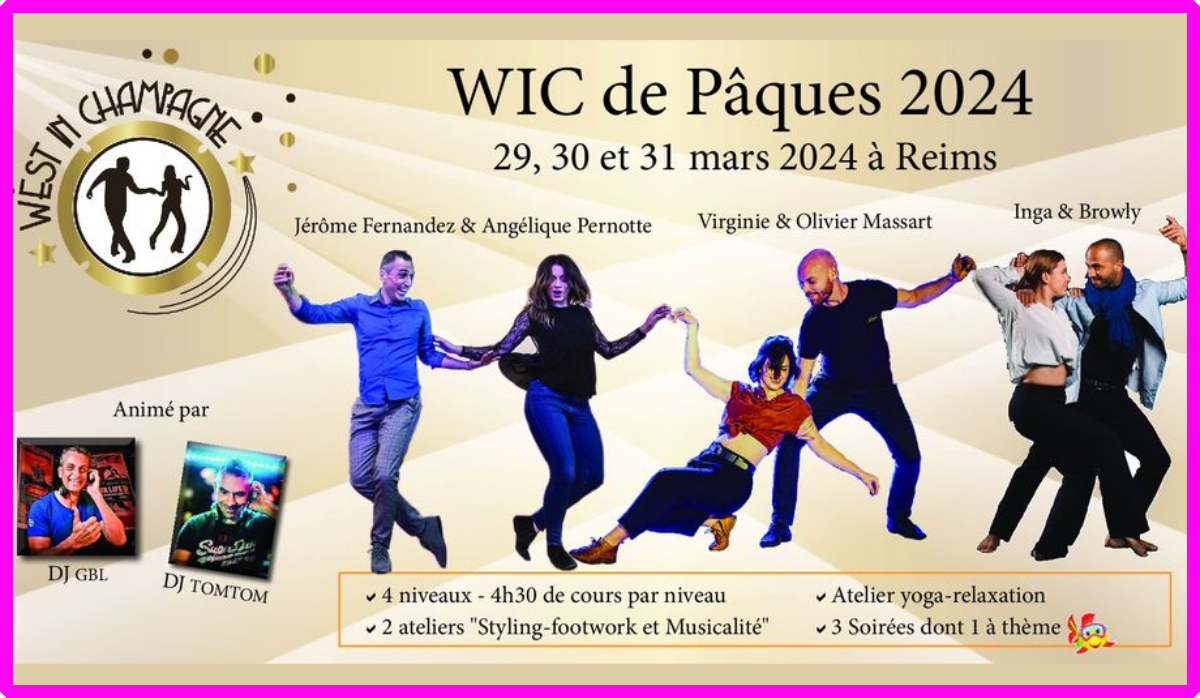 WEST IN CHAMPAGNE
WIC de Pâques 2024
29, 30 et 31 mars 2024 à Reims
Jérôme Fernandez & Angélique Pernotte
Virginie & Olivier Massart
Inga & Browly
Animé par
DJ GBL
DJ TOMTOM
4 niveaux - 4h30 de cours par niveau
2 ateliers "Styling-footwork et Musicalité"
Atelier yoga-relaxation
3 Soirées dont 1 à thème